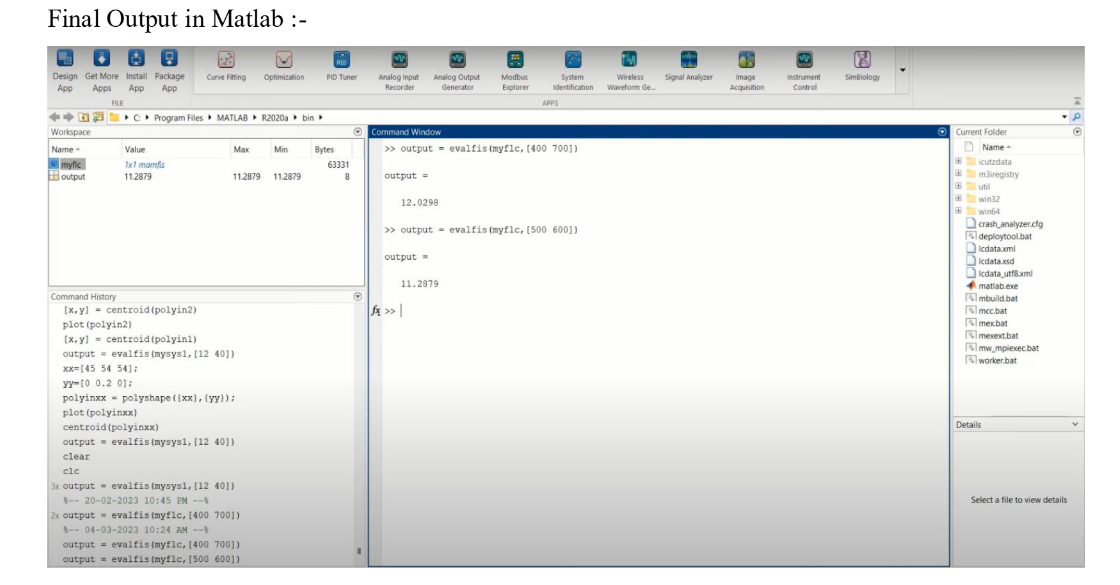 Final Output in Matlab :-
Design App
Get More Apps
Install App
Package App
Curve Fitting
Optimization
PID Tuner
Analog Input Recorder
Analog Output Generator
Modbus Explorer
System Identification
Wireless Waveform Ge...
Signal Analyzer
Image Acquisition
Instrument Control
SimBiology
FILE
APPS
C: Program Files MATLAB R2020a bin
Workspace
Name Value Max Min Bytes
myflc 1x1 mamfis 63331
output 11.2879 11.2879 11.2879 8
Command History
[x,y] = centroid(polyin2)
plot(polyin2)
[x,y] = centroid(polyin1)
output = evalfis(mysys1,[12 40])
xx=[45 54 54];
yy=[0 0.2 0];
polyinxx = polyshape({xx},{yy});
plot(polyinxx)
centroid(polyinxx)
output = evalfis(mysys1,[12 40])
clear
clc
3x output = evalfis(mysys1,[12 40])
%-- 20-02-2023 10:45 PM --%
2x output = evalfis(myflc,[400 700])
%-- 04-03-2023 10:24 AM --%
output = evalfis(myflc,[400 700])
output = evalfis(myflc,[500 600])
Command Window
>> output = evalfis(myflc,[400 700])
output =
12.0298
>> output = evalfis(myflc,[500 600])
output =
11.2879
fx >>
Current Folder
Name
icutzdata
m3iregistry
util
win32
win64
crash_analyzer.cfg
deploytool.bat
lcdata.xml
lcdata.xsd
lcdata_utf8.xml
matlab.exe
mbuild.bat
mcc.bat
mex.bat
mexext.bat
mw_mpiexec.bat
worker.bat
Details
Select a file to view details